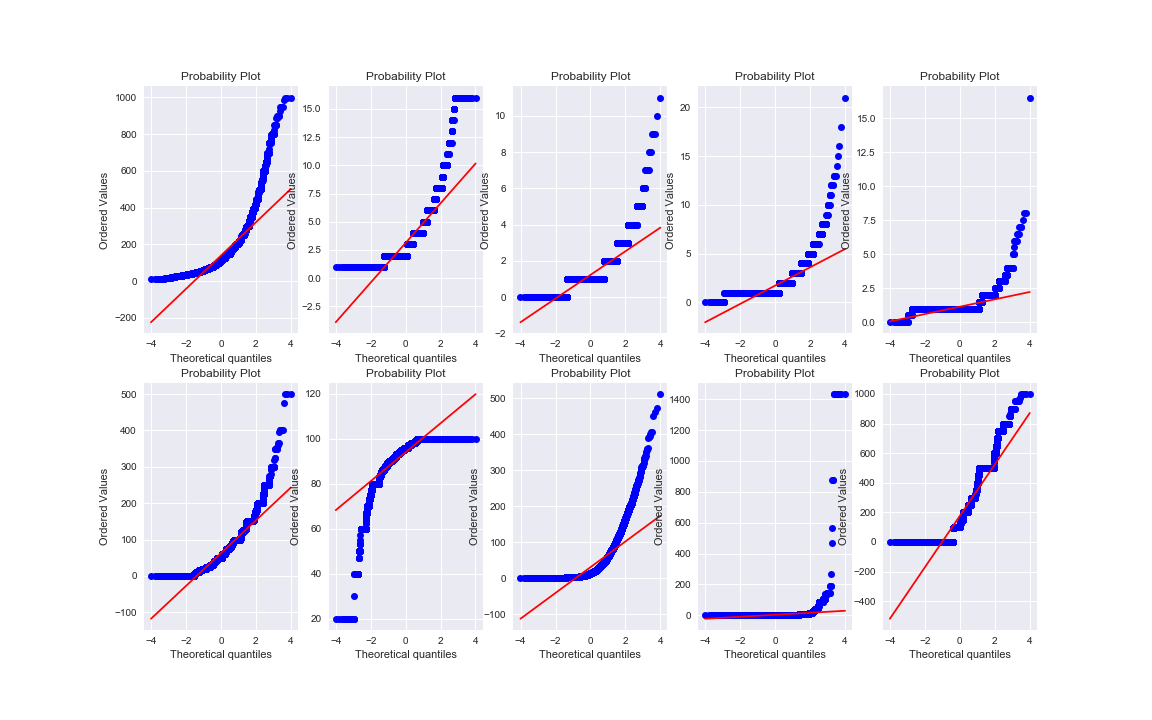 Probability Plot Probability Plot Probability Plot Probability Plot Probability Plot
Ordered Values
1000
800
600
400
200
0
−200
−4 −2 0 2 4
Theoretical quantiles
Ordered Values
15.0
12.5
10.0
7.5
5.0
2.5
0.0
−2.5
−4 −2 0 2 4
Theoretical quantiles
Ordered Values
10
8
6
4
2
0
−2
−4 −2 0 2 4
Theoretical quantiles
Ordered Values
20
15
10
5
0
−4 −2 0 2 4
Theoretical quantiles
Ordered Values
15.0
12.5
10.0
7.5
5.0
2.5
0.0
−4 −2 0 2 4
Theoretical quantiles
Probability Plot Probability Plot Probability Plot Probability Plot Probability Plot
Ordered Values
500
400
300
200
100
0
−100
−4 −2 0 2 4
Theoretical quantiles
Ordered Values
120
100
80
60
40
20
−4 −2 0 2 4
Theoretical quantiles
Ordered Values
500
400
300
200
100
0
−100
−4 −2 0 2 4
Theoretical quantiles
Ordered Values
1400
1200
1000
800
600
400
200
0
−4 −2 0 2 4
Theoretical quantiles
Ordered Values
1000
800
600
400
200
0
−200
−400
−4 −2 0 2 4
Theoretical quantiles